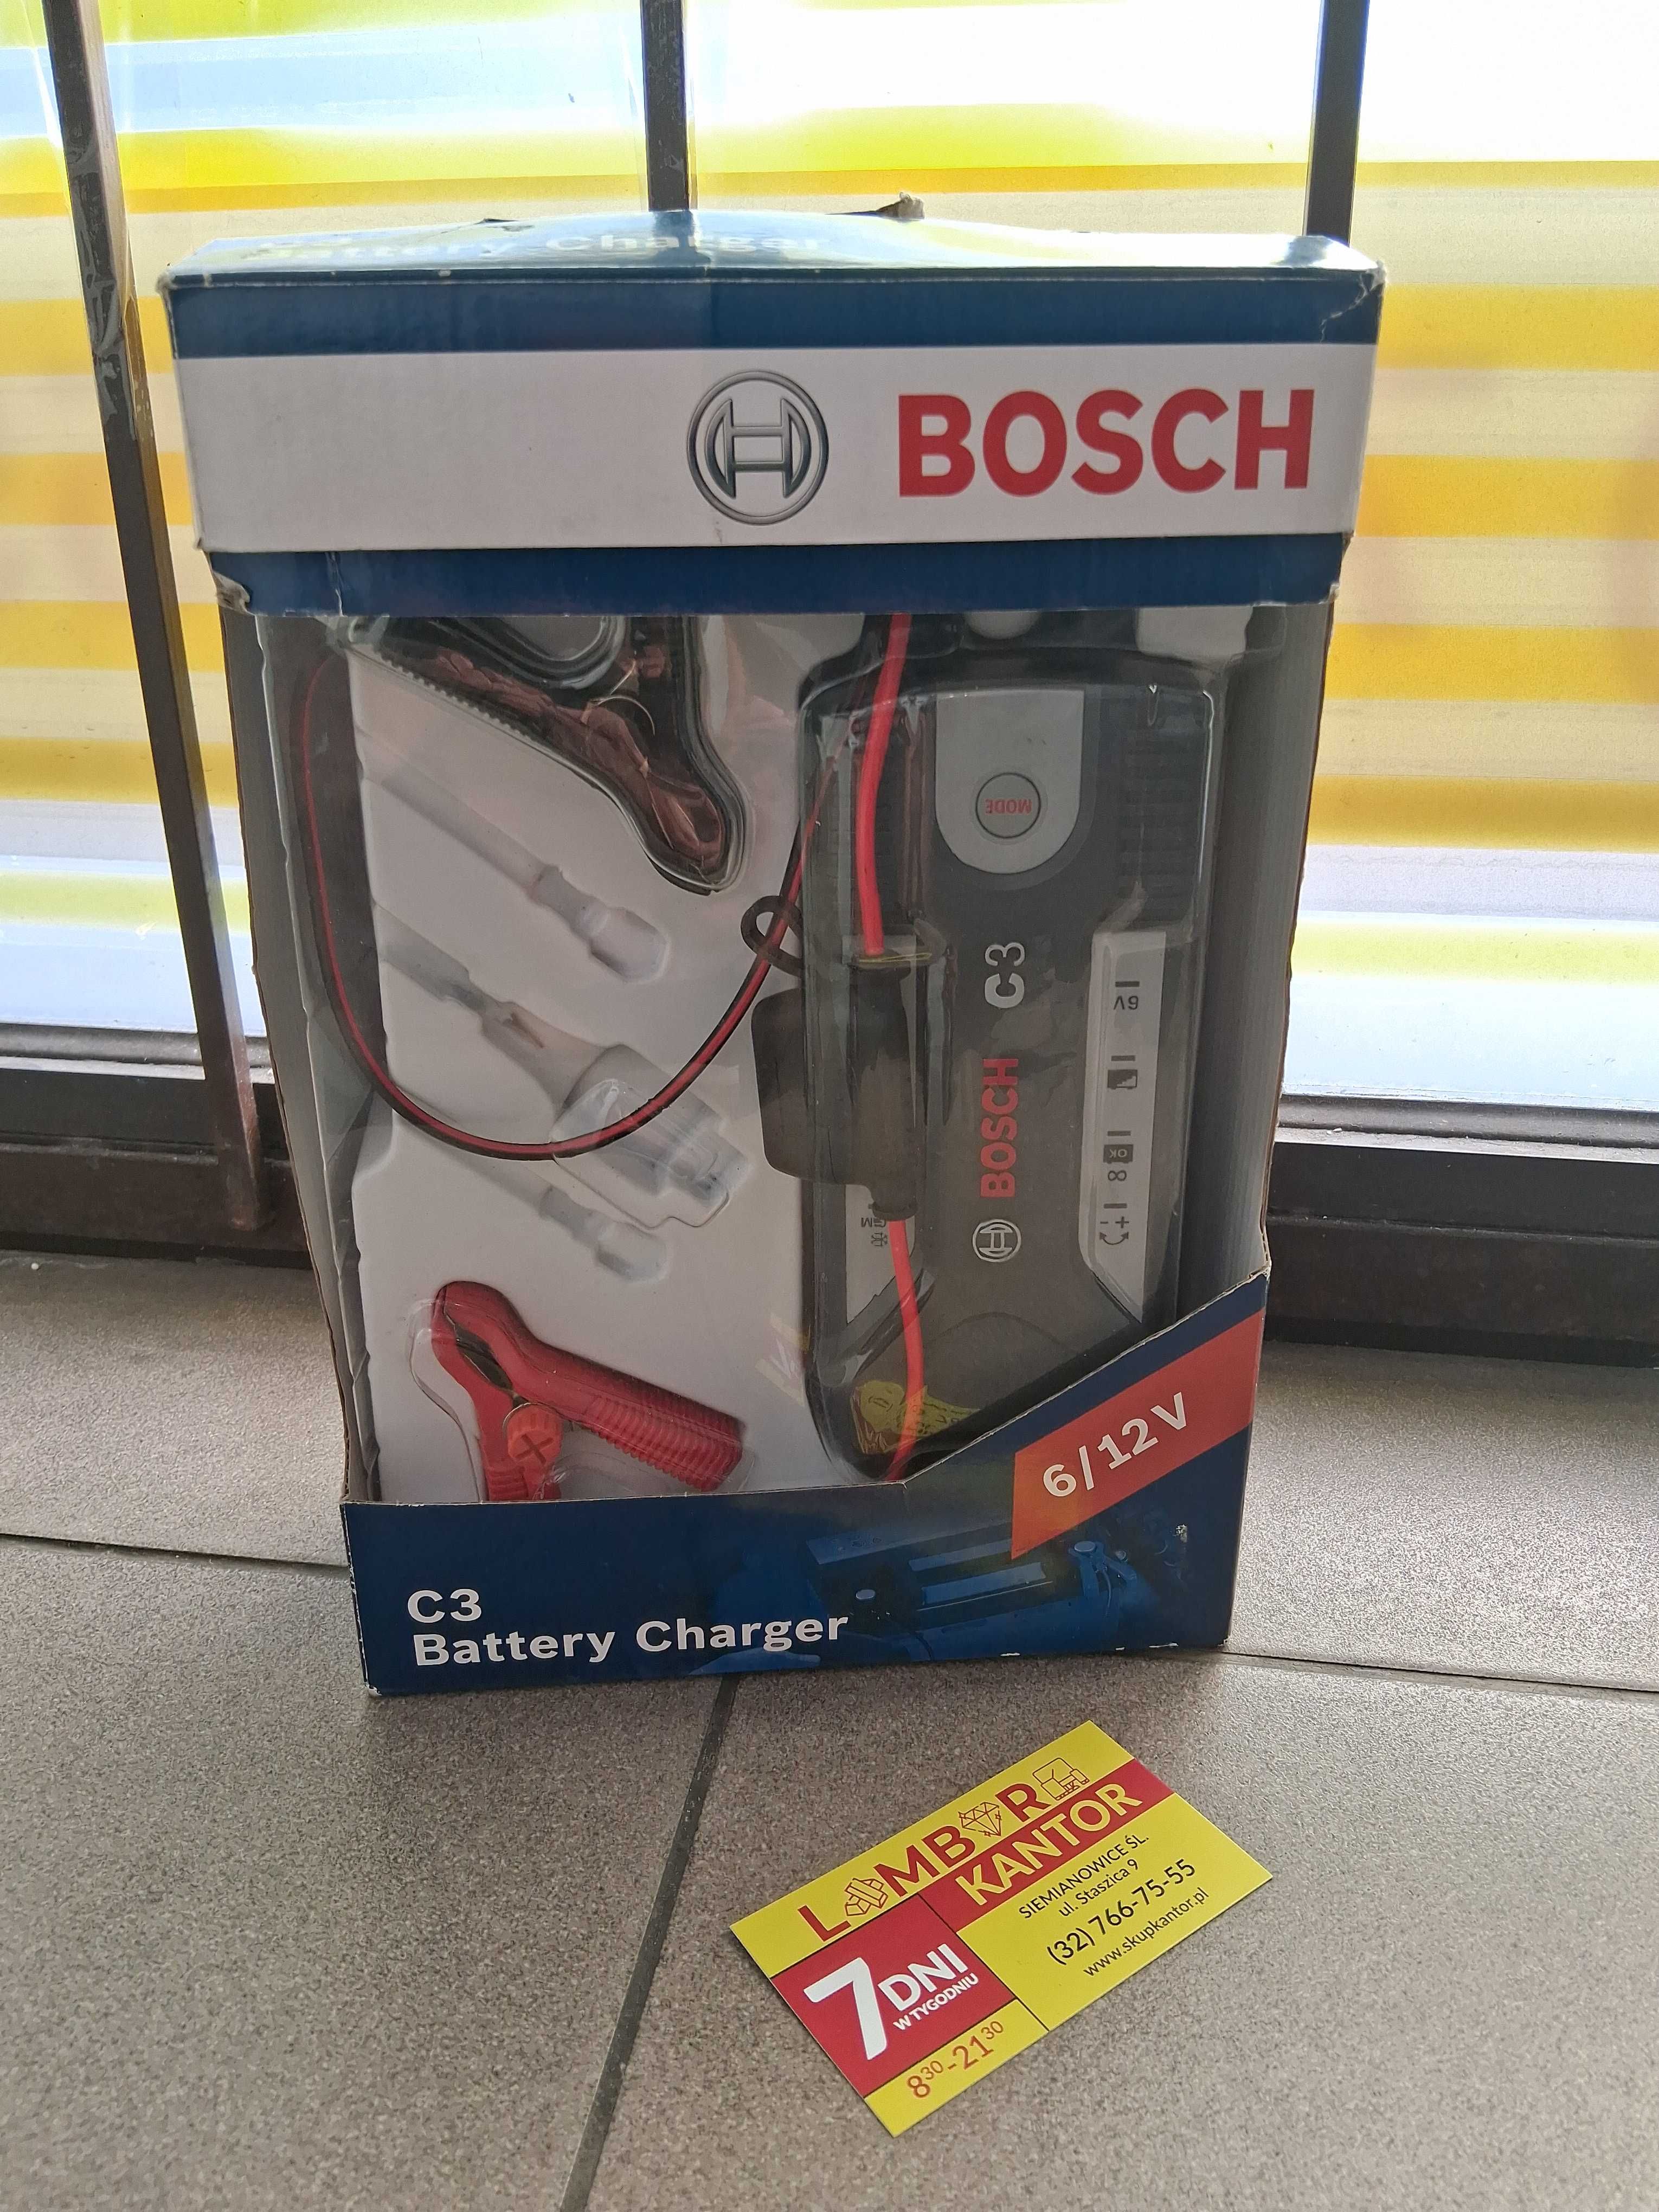 Battery Charger
BOSCH
MODE
C3
BOSCH
6V
OK
6/12 V
C3
Battery Charger
LOMBARD
KANTOR
SIEMIANOWICE ŚL.
ul. Staszica 9
(32) 766-75-55
www.skupkantor.pl
7 DNI
W TYGODNIU
8³⁰-21³⁰